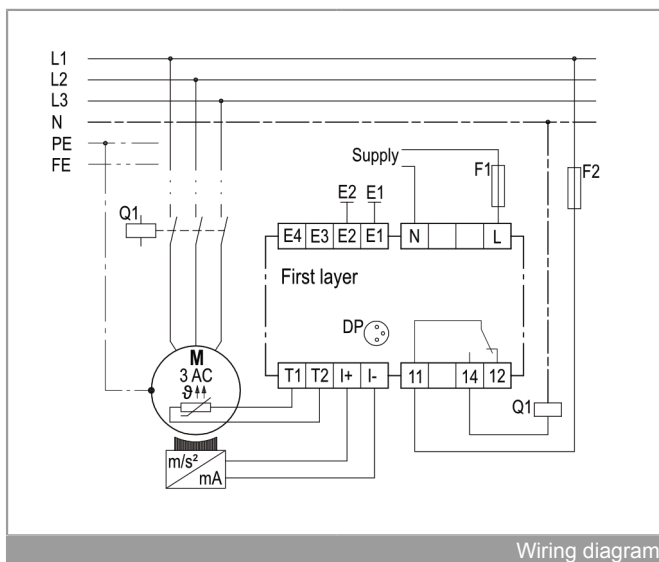 L1
L2
L3
N
PE
FE
Supply
F1
F2
E2 E1
Q1
E4 E3 E2 E1 N L
First layer
DP
M
3 AC
ϑ
T1 T2 I+ I- 11 14 12
Q1
m/s²
mA
Wiring diagram